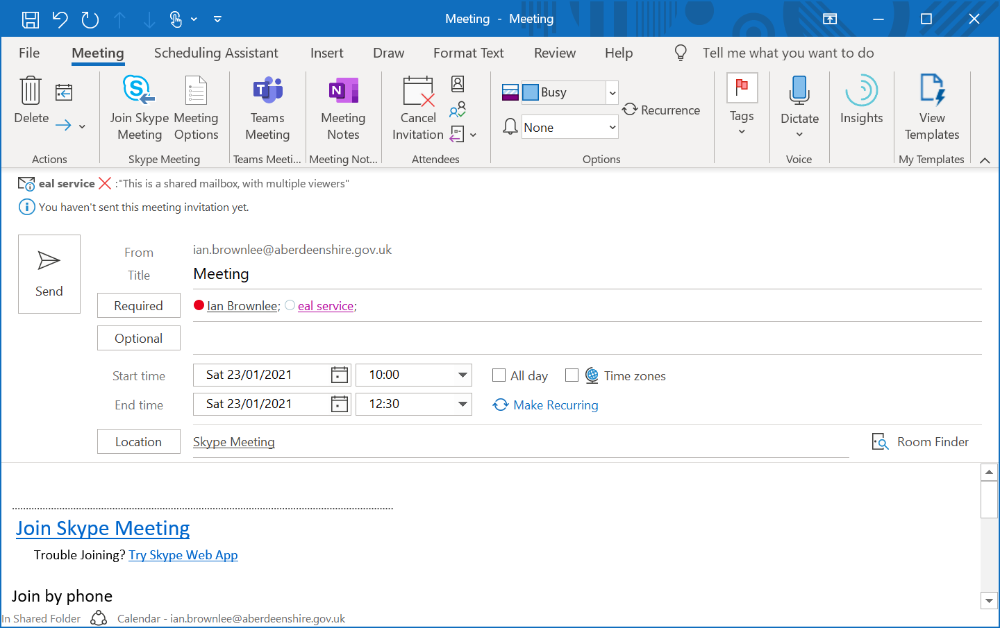 Meeting - Meeting
File Meeting Scheduling Assistant Insert Draw Format Text Review Help Tell me what you want to do
Delete
Join Skype Meeting
Meeting Options
Teams Meeting
N
Meeting Notes
Cancel Invitation
Busy
None
Recurrence
Tags
Dictate
Insights
View Templates
Actions Skype Meeting Teams Meeti... Meeting Not... Attendees Options Voice My Templates
eal service :"This is a shared mailbox, with multiple viewers"
You haven't sent this meeting invitation yet.
Send
From ian.brownlee@aberdeenshire.gov.uk
Title Meeting
Required Ian Brownlee; eal service;
Optional
Start time Sat 23/01/2021 10:00 All day Time zones
End time Sat 23/01/2021 12:30 Make Recurring
Location Skype Meeting Room Finder
Join Skype Meeting
Trouble Joining? Try Skype Web App
Join by phone
In Shared Folder Calendar - ian.brownlee@aberdeenshire.gov.uk